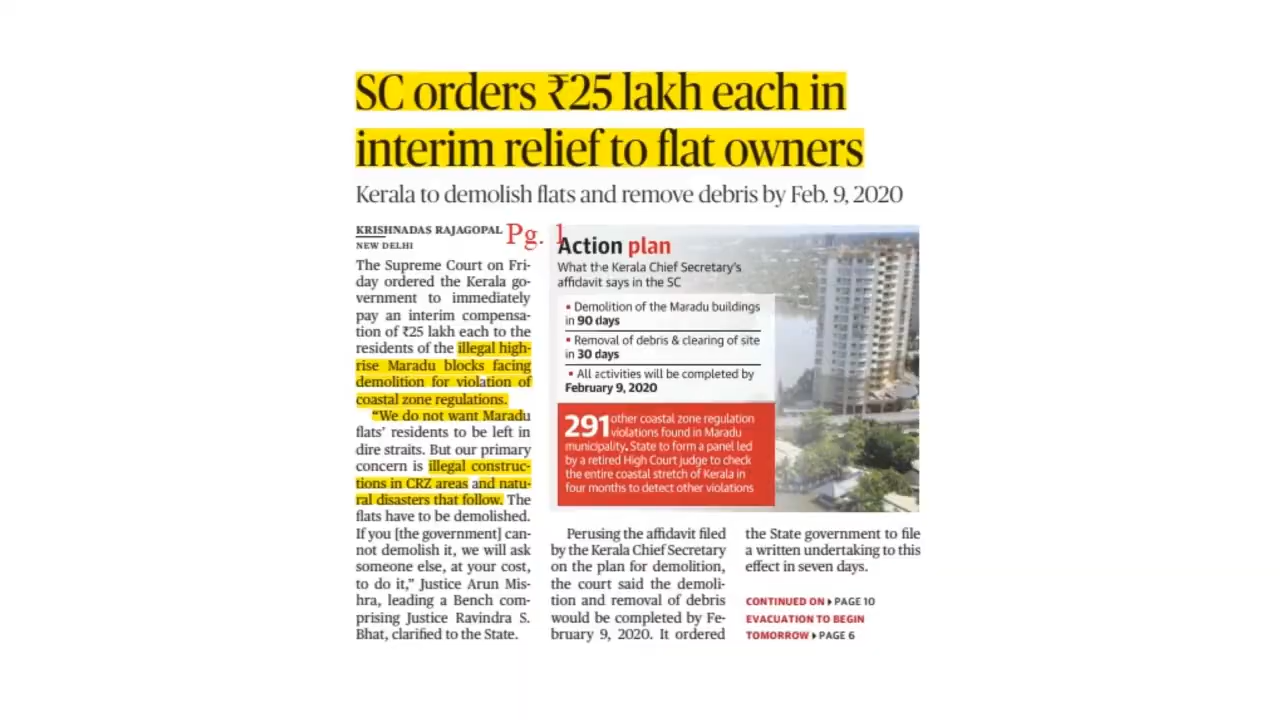 SC orders ₹25 lakh each in
interim relief to flat owners
Kerala to demolish flats and remove debris by Feb. 9, 2020
KRISHNADAS RAJAGOPAL
NEW DELHI
Pg. 1
The Supreme Court on Fri-
day ordered the Kerala go-
vernment to immediately
pay an interim compensa-
tion of ₹25 lakh each to the
residents of the illegal high-
rise Maradu blocks facing
demolition for violation of
coastal zone regulations.
“We do not want Maradu
flats’ residents to be left in
dire straits. But our primary
concern is illegal construc-
tions in CRZ areas and natu-
ral disasters that follow. The
flats have to be demolished.
If you [the government] can-
not demolish it, we will ask
someone else, at your cost,
to do it,” Justice Arun Mis-
hra, leading a Bench com-
prising Justice Ravindra S.
Bhat, clarified to the State.
Action plan
What the Kerala Chief Secretary’s
affidavit says in the SC
▪ Demolition of the Maradu buildings
in 90 days
▪ Removal of debris & clearing of site
in 30 days
▪ All activities will be completed by
February 9, 2020
291 other coastal zone regulation
violations found in Maradu
municipality. State to form a panel led
by a retired High Court judge to check
the entire coastal stretch of Kerala in
four months to detect other violations
Perusing the affidavit filed
by the Kerala Chief Secretary
on the plan for demolition,
the court said the demoli-
tion and removal of debris
would be completed by Fe-
bruary 9, 2020. It ordered
the State government to file
a written undertaking to this
effect in seven days.
CONTINUED ON ▸ PAGE 10
EVACUATION TO BEGIN
TOMORROW ▸ PAGE 6